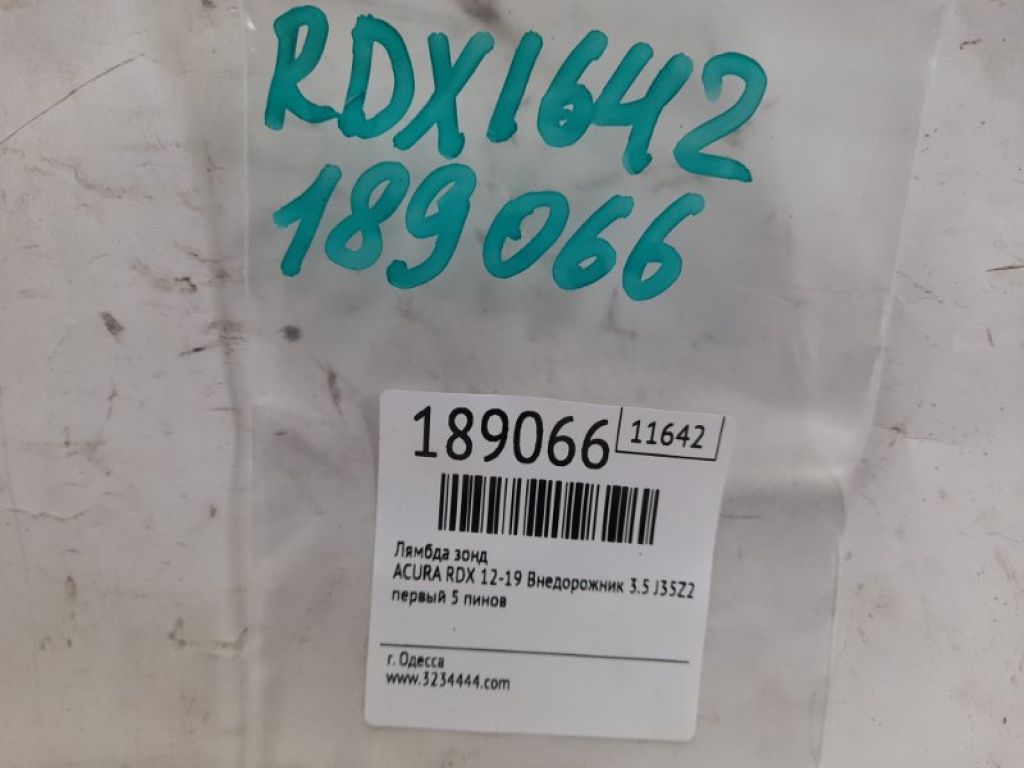 RDX1642
189066
189066
11642
Лямбда зонд
ACURA RDX 12-19 Внедорожник 3.5 J35Z2
первый 5 пинов
г. Одесса
www.3234444.com